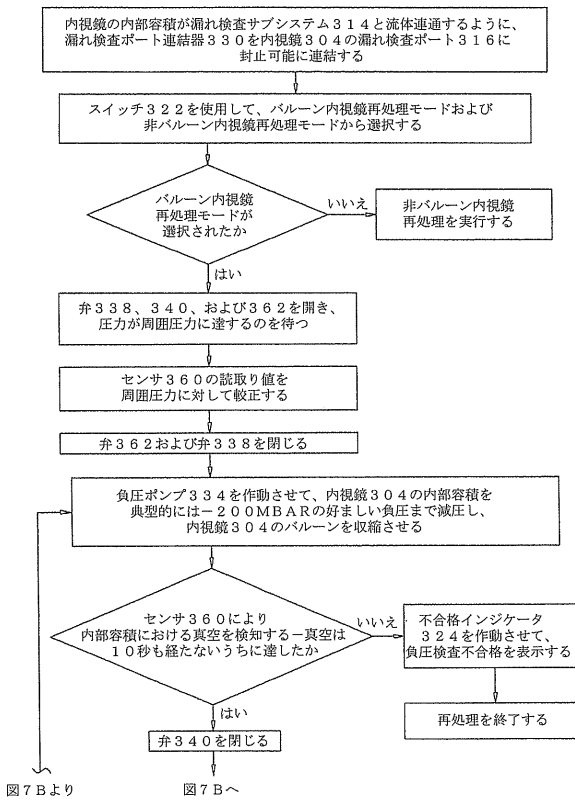 内視鏡の内部容積が漏れ検査サブシステム３１４と流体連通するように、
漏れ検査ポート連結器３３０を内視鏡３０４の漏れ検査ポート３１６に
封止可能に連結する
スイッチ３２２を使用して、バルーン内視鏡再処理モードおよび
非バルーン内視鏡再処理モードから選択する
バルーン内視鏡
再処理モードが
選択されたか
いいえ
非バルーン内視鏡
再処理を実行する
はい
弁３３８、３４０、および３６２を開き、
圧力が周囲圧力に達するのを待つ
センサ３６０の読取り値を
周囲圧力に対して較正する
弁３６２および弁３３８を閉じる
負圧ポンプ３３４を作動させて、内視鏡３０４の内部容積を
典型的には－２００ＭＢＡＲの好ましい負圧まで減圧し、
内視鏡３０４のバルーンを収縮させる
センサ３６０により
内部容積における真空を検知する－真空は
１０秒も経たないうちに達したか
いいえ
不合格インジケータ
３２４を作動させて、
負圧検査不合格を表示する
再処理を終了する
はい
弁３４０を閉じる
図７Ｂより
図７Ｂへ